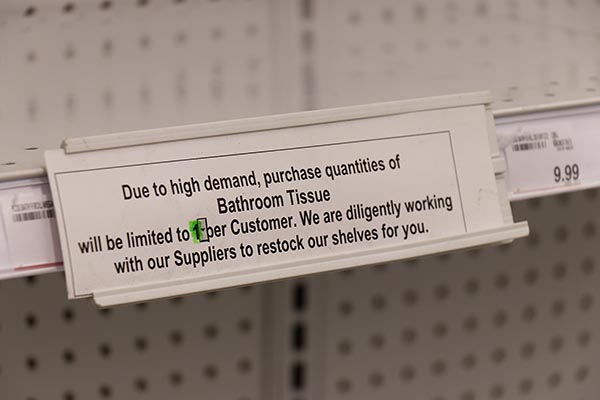 Due to high demand, purchase quantities of
Bathroom Tissue
will be limited to 1 per Customer. We are diligently working
with our Suppliers to restock our shelves for you.
9.99